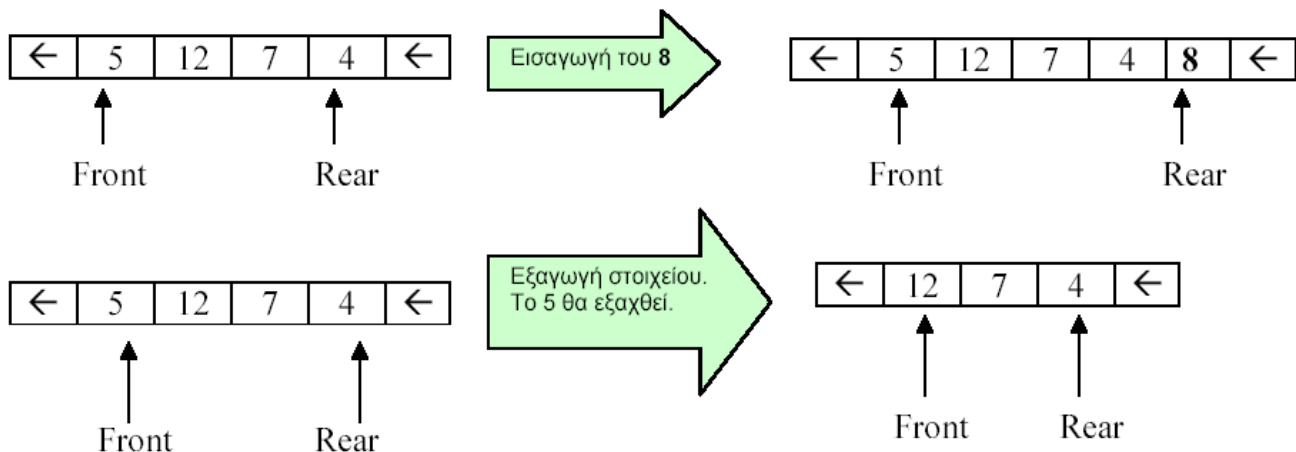 ← 5 12 7 4 ←
Εισαγωγή του 8
← 5 12 7 4 8 ←
Front Rear
Front Rear
← 5 12 7 4 ←
Εξαγωγή στοιχείου.
Το 5 θα εξαχθεί.
← 12 7 4 ←
Front Rear
Front Rear